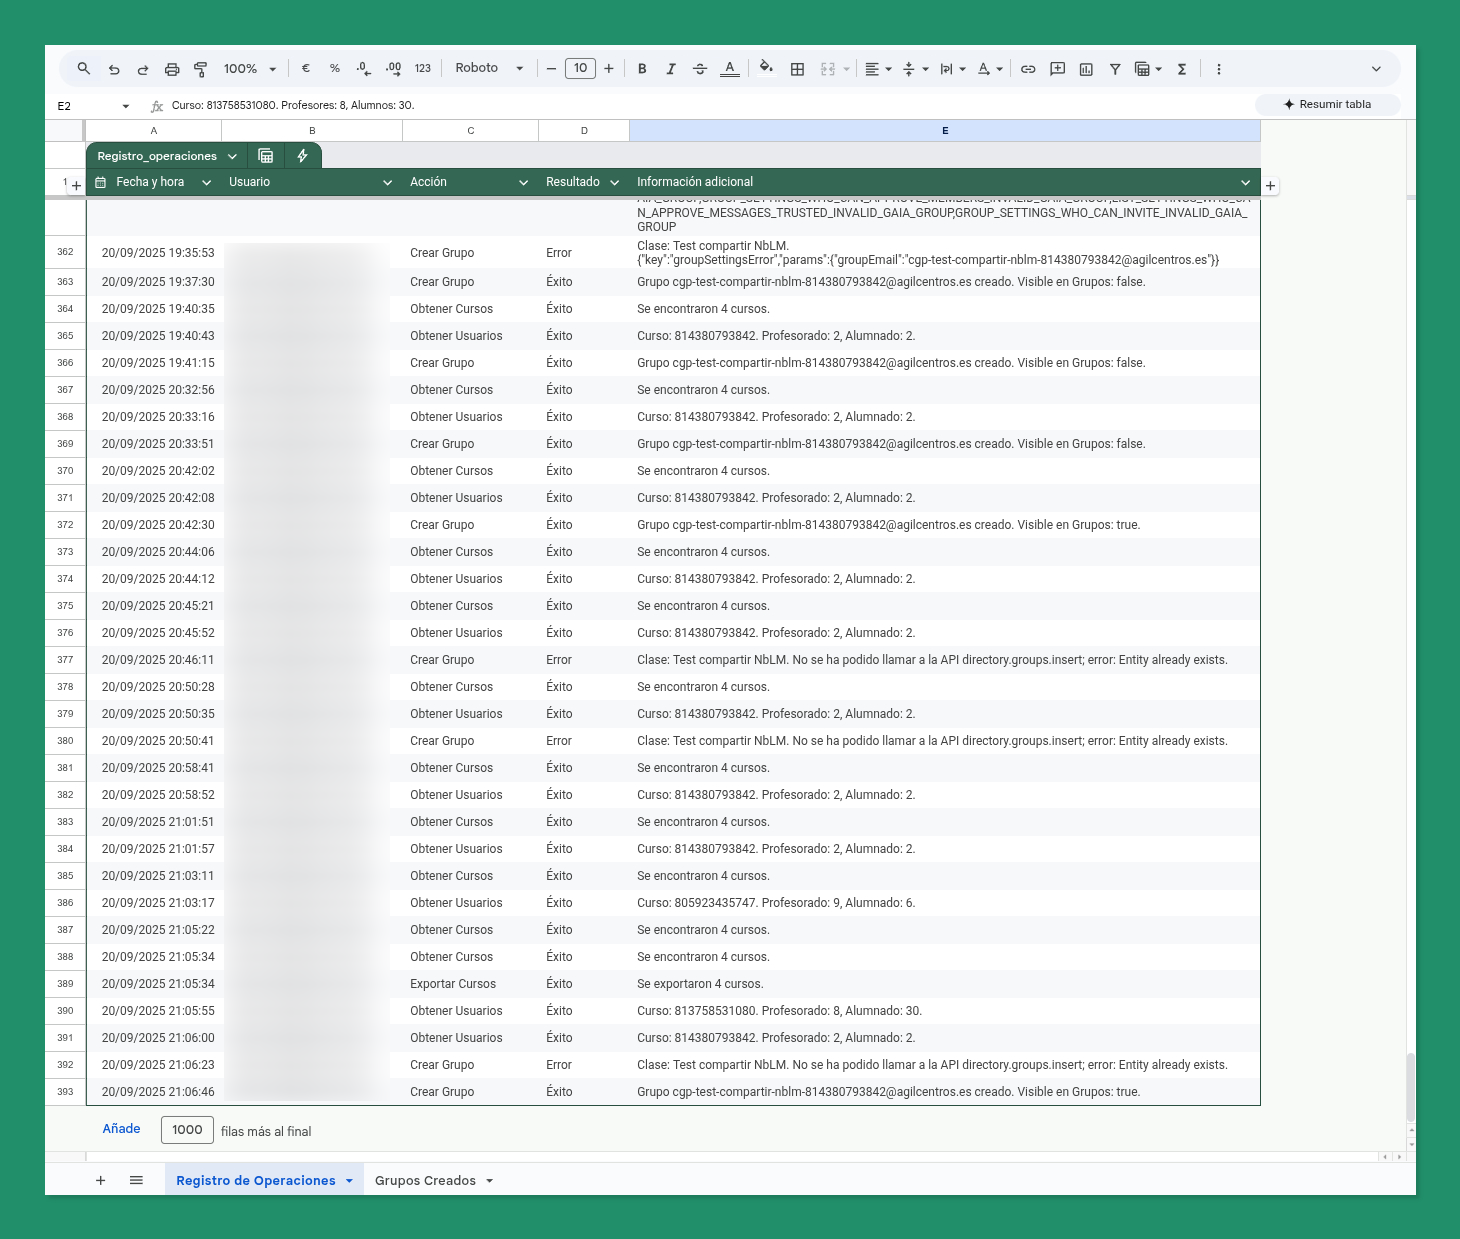 100% € % .0 .00 123 Roboto 10 B I A
E2 fx Curso: 813758531080. Profesores: 8, Alumnos: 30. Resumir tabla
A B C D E
Registro_operaciones
1 Fecha y hora Usuario Acción Resultado Información adicional
N_APPROVE_MESSAGES_TRUSTED_INVALID_GAIA_GROUP,GROUP_SETTINGS_WHO_CAN_INVITE_INVALID_GAIA_
GROUP
362 20/09/2025 19:35:53 Crear Grupo Error Clase: Test compartir NbLM.
{"key":"groupSettingsError","params":{"groupEmail":"cgp-test-compartir-nblm-814380793842@agilcentros.es"}}
363 20/09/2025 19:37:30 Crear Grupo Éxito Grupo cgp-test-compartir-nblm-814380793842@agilcentros.es creado. Visible en Grupos: false.
364 20/09/2025 19:40:35 Obtener Cursos Éxito Se encontraron 4 cursos.
365 20/09/2025 19:40:43 Obtener Usuarios Éxito Curso: 814380793842. Profesorado: 2, Alumnado: 2.
366 20/09/2025 19:41:15 Crear Grupo Éxito Grupo cgp-test-compartir-nblm-814380793842@agilcentros.es creado. Visible en Grupos: false.
367 20/09/2025 20:32:56 Obtener Cursos Éxito Se encontraron 4 cursos.
368 20/09/2025 20:33:16 Obtener Usuarios Éxito Curso: 814380793842. Profesorado: 2, Alumnado: 2.
369 20/09/2025 20:33:51 Crear Grupo Éxito Grupo cgp-test-compartir-nblm-814380793842@agilcentros.es creado. Visible en Grupos: false.
370 20/09/2025 20:42:02 Obtener Cursos Éxito Se encontraron 4 cursos.
371 20/09/2025 20:42:08 Obtener Usuarios Éxito Curso: 814380793842. Profesorado: 2, Alumnado: 2.
372 20/09/2025 20:42:30 Crear Grupo Éxito Grupo cgp-test-compartir-nblm-814380793842@agilcentros.es creado. Visible en Grupos: true.
373 20/09/2025 20:44:06 Obtener Cursos Éxito Se encontraron 4 cursos.
374 20/09/2025 20:44:12 Obtener Usuarios Éxito Curso: 814380793842. Profesorado: 2, Alumnado: 2.
375 20/09/2025 20:45:21 Obtener Cursos Éxito Se encontraron 4 cursos.
376 20/09/2025 20:45:52 Obtener Usuarios Éxito Curso: 814380793842. Profesorado: 2, Alumnado: 2.
377 20/09/2025 20:46:11 Crear Grupo Error Clase: Test compartir NbLM. No se ha podido llamar a la API directory.groups.insert; error: Entity already exists.
378 20/09/2025 20:50:28 Obtener Cursos Éxito Se encontraron 4 cursos.
379 20/09/2025 20:50:35 Obtener Usuarios Éxito Curso: 814380793842. Profesorado: 2, Alumnado: 2.
380 20/09/2025 20:50:41 Crear Grupo Error Clase: Test compartir NbLM. No se ha podido llamar a la API directory.groups.insert; error: Entity already exists.
381 20/09/2025 20:58:41 Obtener Cursos Éxito Se encontraron 4 cursos.
382 20/09/2025 20:58:52 Obtener Usuarios Éxito Curso: 814380793842. Profesorado: 2, Alumnado: 2.
383 20/09/2025 21:01:51 Obtener Cursos Éxito Se encontraron 4 cursos.
384 20/09/2025 21:01:57 Obtener Usuarios Éxito Curso: 814380793842. Profesorado: 2, Alumnado: 2.
385 20/09/2025 21:03:11 Obtener Cursos Éxito Se encontraron 4 cursos.
386 20/09/2025 21:03:17 Obtener Usuarios Éxito Curso: 805923435747. Profesorado: 9, Alumnado: 6.
387 20/09/2025 21:05:22 Obtener Cursos Éxito Se encontraron 4 cursos.
388 20/09/2025 21:05:34 Obtener Cursos Éxito Se encontraron 4 cursos.
389 20/09/2025 21:05:34 Exportar Cursos Éxito Se exportaron 4 cursos.
390 20/09/2025 21:05:55 Obtener Usuarios Éxito Curso: 813758531080. Profesorado: 8, Alumnado: 30.
391 20/09/2025 21:06:00 Obtener Usuarios Éxito Curso: 814380793842. Profesorado: 2, Alumnado: 2.
392 20/09/2025 21:06:23 Crear Grupo Error Clase: Test compartir NbLM. No se ha podido llamar a la API directory.groups.insert; error: Entity already exists.
393 20/09/2025 21:06:46 Crear Grupo Éxito Grupo cgp-test-compartir-nblm-814380793842@agilcentros.es creado. Visible en Grupos: true.
Añade 1000 filas más al final
Registro de Operaciones Grupos Creados